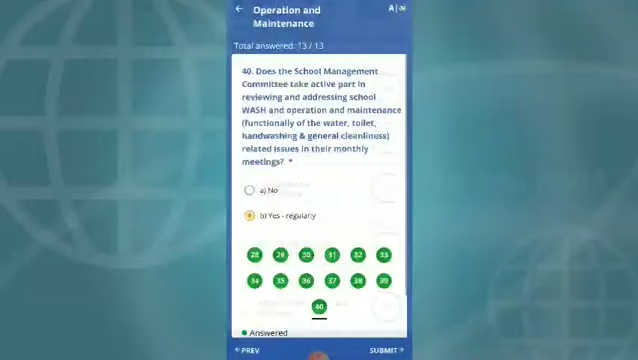 Operation and
Maintenance
Total answered: 13 / 13
40. Does the School Management
Committee take active part in
reviewing and addressing school
WASH and operation and maintenance
(functionally of the water, toilet,
handwashing & general cleanliness)
related issues in their monthly
meetings? *
a) No
b) Yes - regularly
28 29 30 31 32 33
34 35 36 37 38 39
40
Answered
PREV SUBMIT